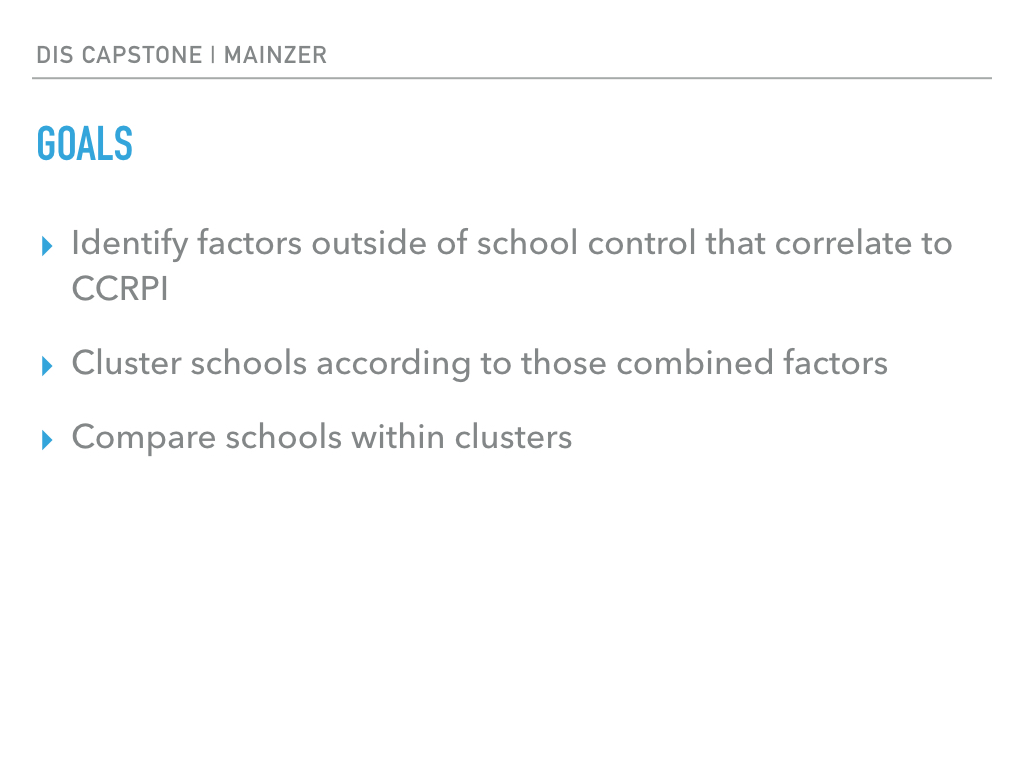 DIS CAPSTONE | MAINZER
GOALS
Identify factors outside of school control that correlate to
CCRPI
Cluster schools according to those combined factors
Compare schools within clusters